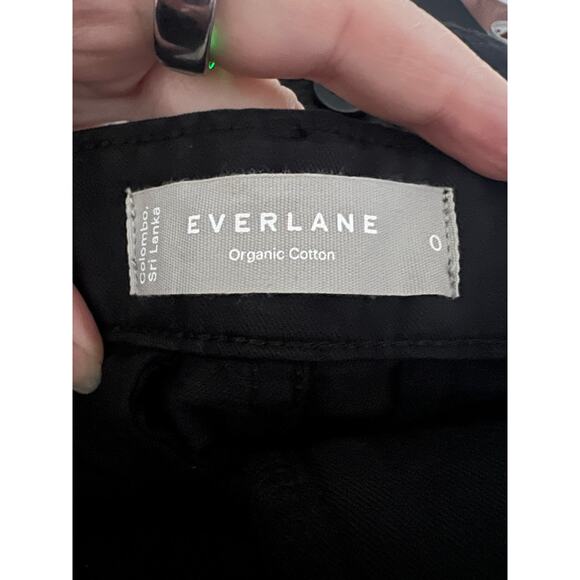 Colombo,
Sri Lanka
EVERLANE
Organic Cotton
0